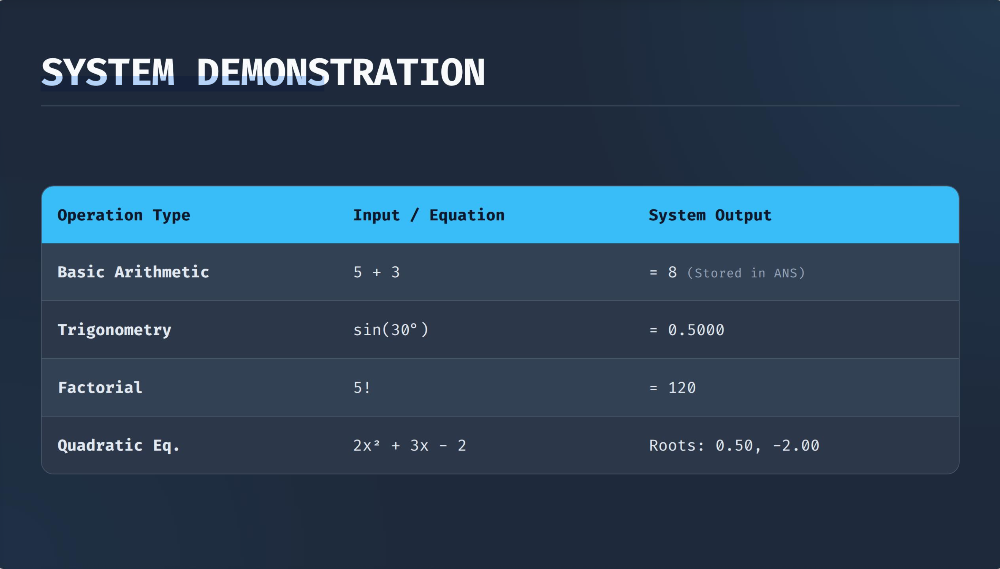 SYSTEM DEMONSTRATION
Operation Type Input / Equation System Output
Basic Arithmetic 5 + 3 = 8 (Stored in ANS)
Trigonometry sin(30°) = 0.5000
Factorial 5! = 120
Quadratic Eq. 2x² + 3x - 2 Roots: 0.50, -2.00